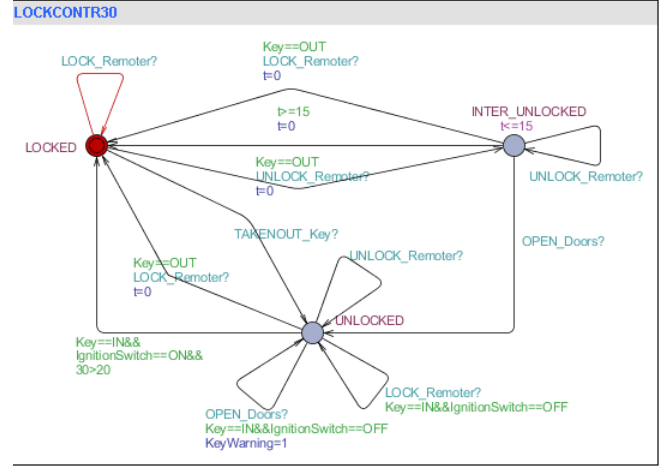 LOCKCONTR30
Key==OUT
LOCK_Remoter?
t=0
LOCK_Remoter?
t>=15
t=0
INTER_UNLOCKED
t<=15
LOCKED
Key==OUT
UNLOCK_Remoter?
t=0
UNLOCK_Remoter?
TAKENOUT_Key?
OPEN_Doors?
Key==OUT
LOCK_Remoter?
t=0
UNLOCK_Remoter?
UNLOCKED
Key==IN&&
IgnitionSwitch==ON&&
30>20
LOCK_Remoter?
Key==IN&&IgnitionSwitch==OFF
OPEN_Doors?
Key==IN&&IgnitionSwitch==OFF
KeyWarning=1